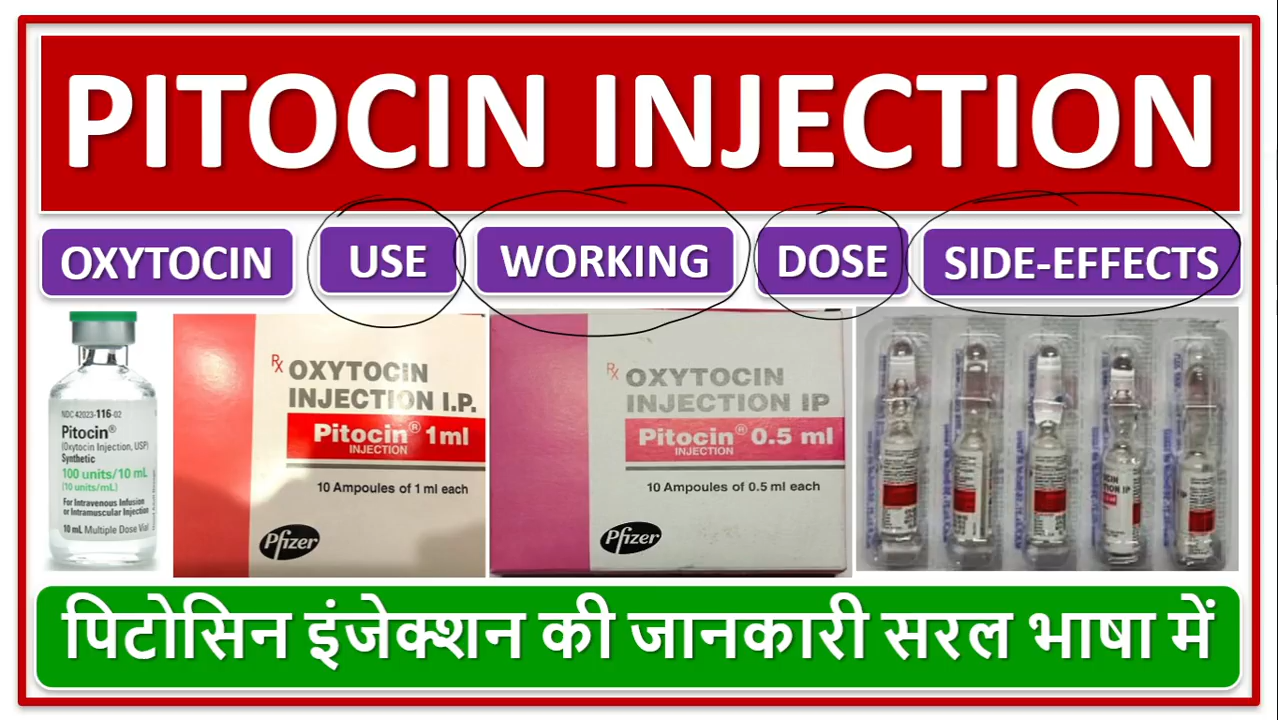 PITOCIN INJECTION
OXYTOCIN
USE
WORKING
DOSE
SIDE-EFFECTS
NDC 42023-116-02
Pitocin®
(Oxytocin Injection, USP)
Synthetic
100 units/10 mL
(10 units/mL)
For Intravenous Infusion
or Intramuscular Injection
10 mL Multiple Dose Vial
Rx OXYTOCIN
INJECTION I.P.
Pitocin® 1ml
INJECTION
10 Ampoules of 1 ml each
Pfizer
Rx OXYTOCIN
INJECTION IP
Pitocin® 0.5 ml
INJECTION
10 Ampoules of 0.5 ml each
Pfizer
पिटोसिन इंजेक्शन की जानकारी सरल भाषा में